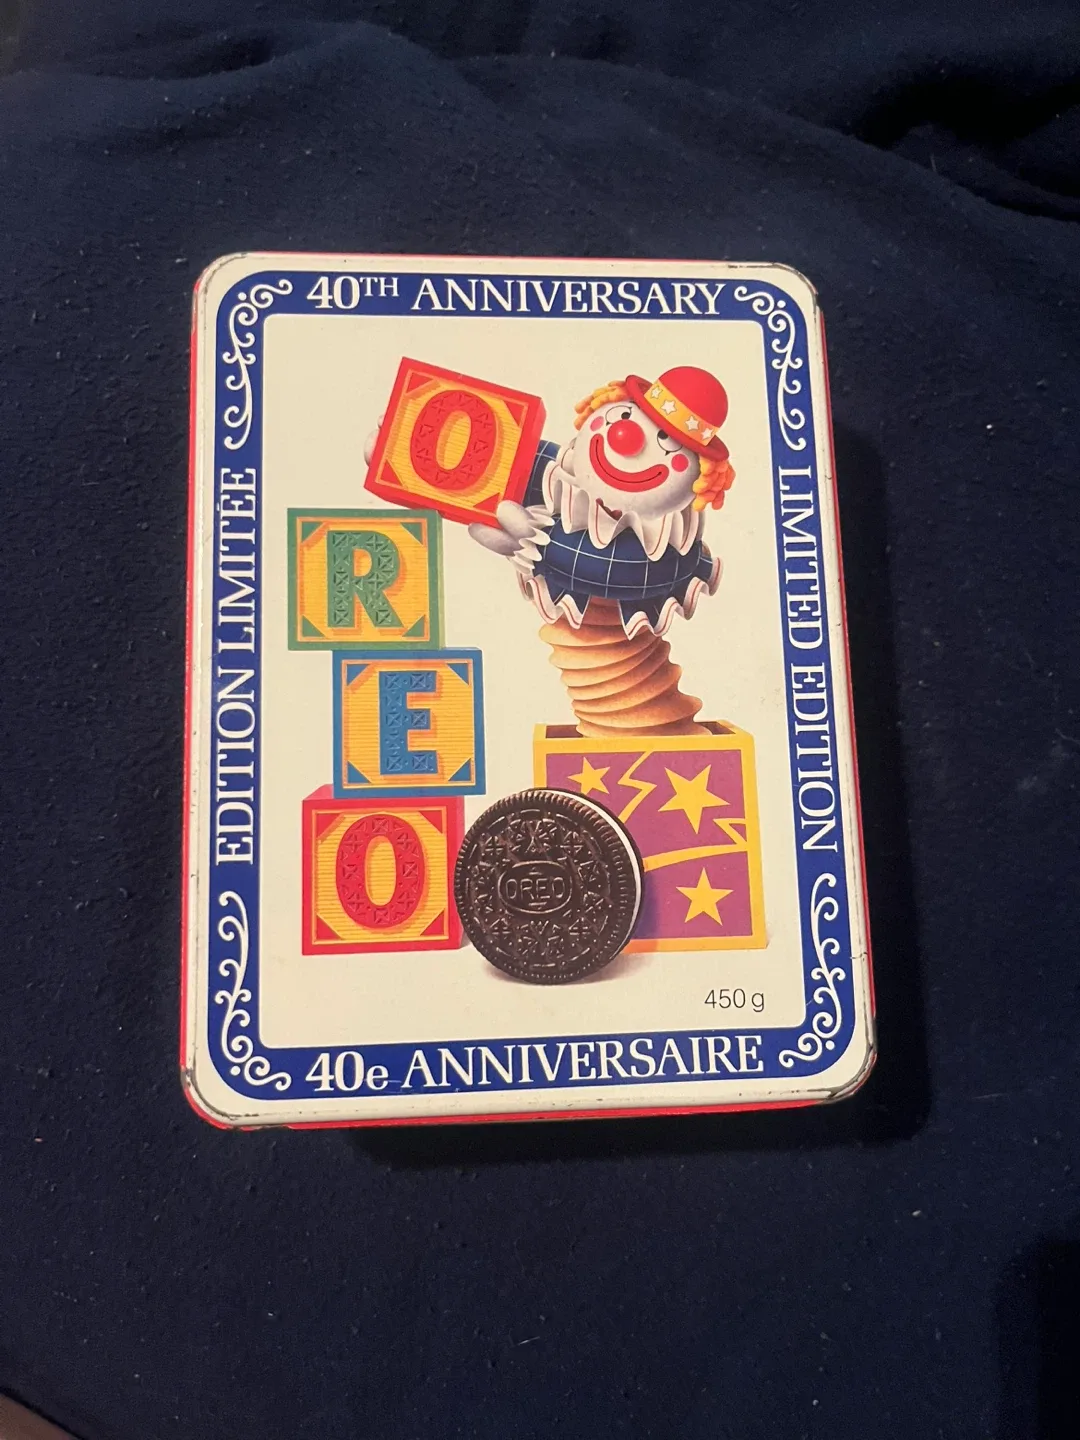 40TH ANNIVERSARY
EDITION LIMITÉE
LIMITED EDITION
O
R
E
O
OREO
450 g
40e ANNIVERSAIRE